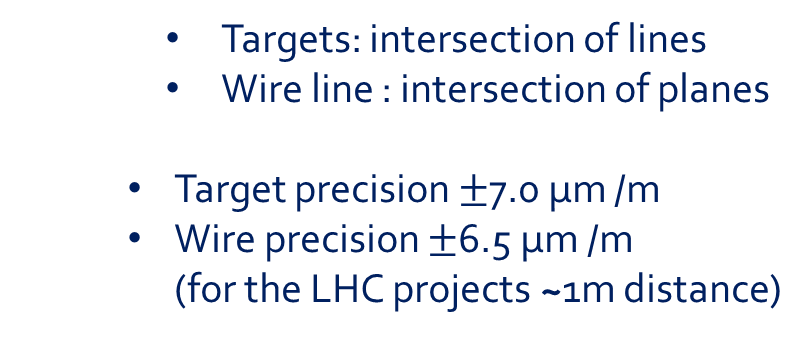 • Targets: intersection of lines
• Wire line : intersection of planes
• Target precision ±7.0 µm /m
• Wire precision ±6.5 µm /m
(for the LHC projects ~1m distance)